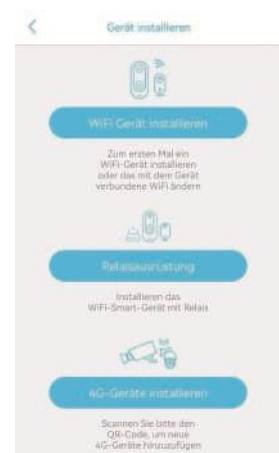 Gerät installieren
WiFi Gerät installieren
Zum ersten Mal ein
WiFi-Gerät installieren
oder das mit dem Gerät
verbundene WiFi ändern
Relaisausrüstung
Installieren das
WIFI-Smart-Gerät mit Relais
4G-Geräte installieren
Scannen Sie bitte den
QR-Code, um neue
4G-Geräte hinzufügen